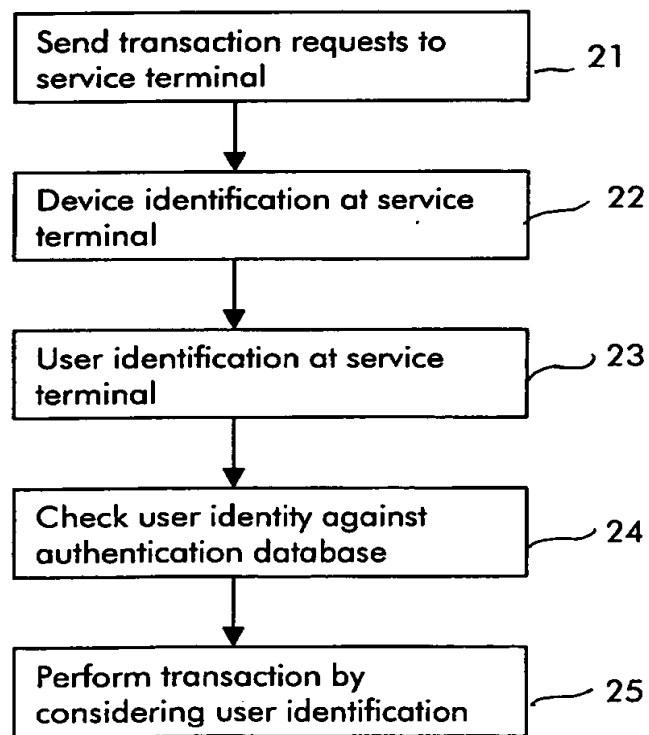 Send transaction requests to
service terminal
21
Device identification at service
terminal
22
User identification at service
terminal
23
Check user identity against
authentication database
24
Perform transaction by
considering user identification
25